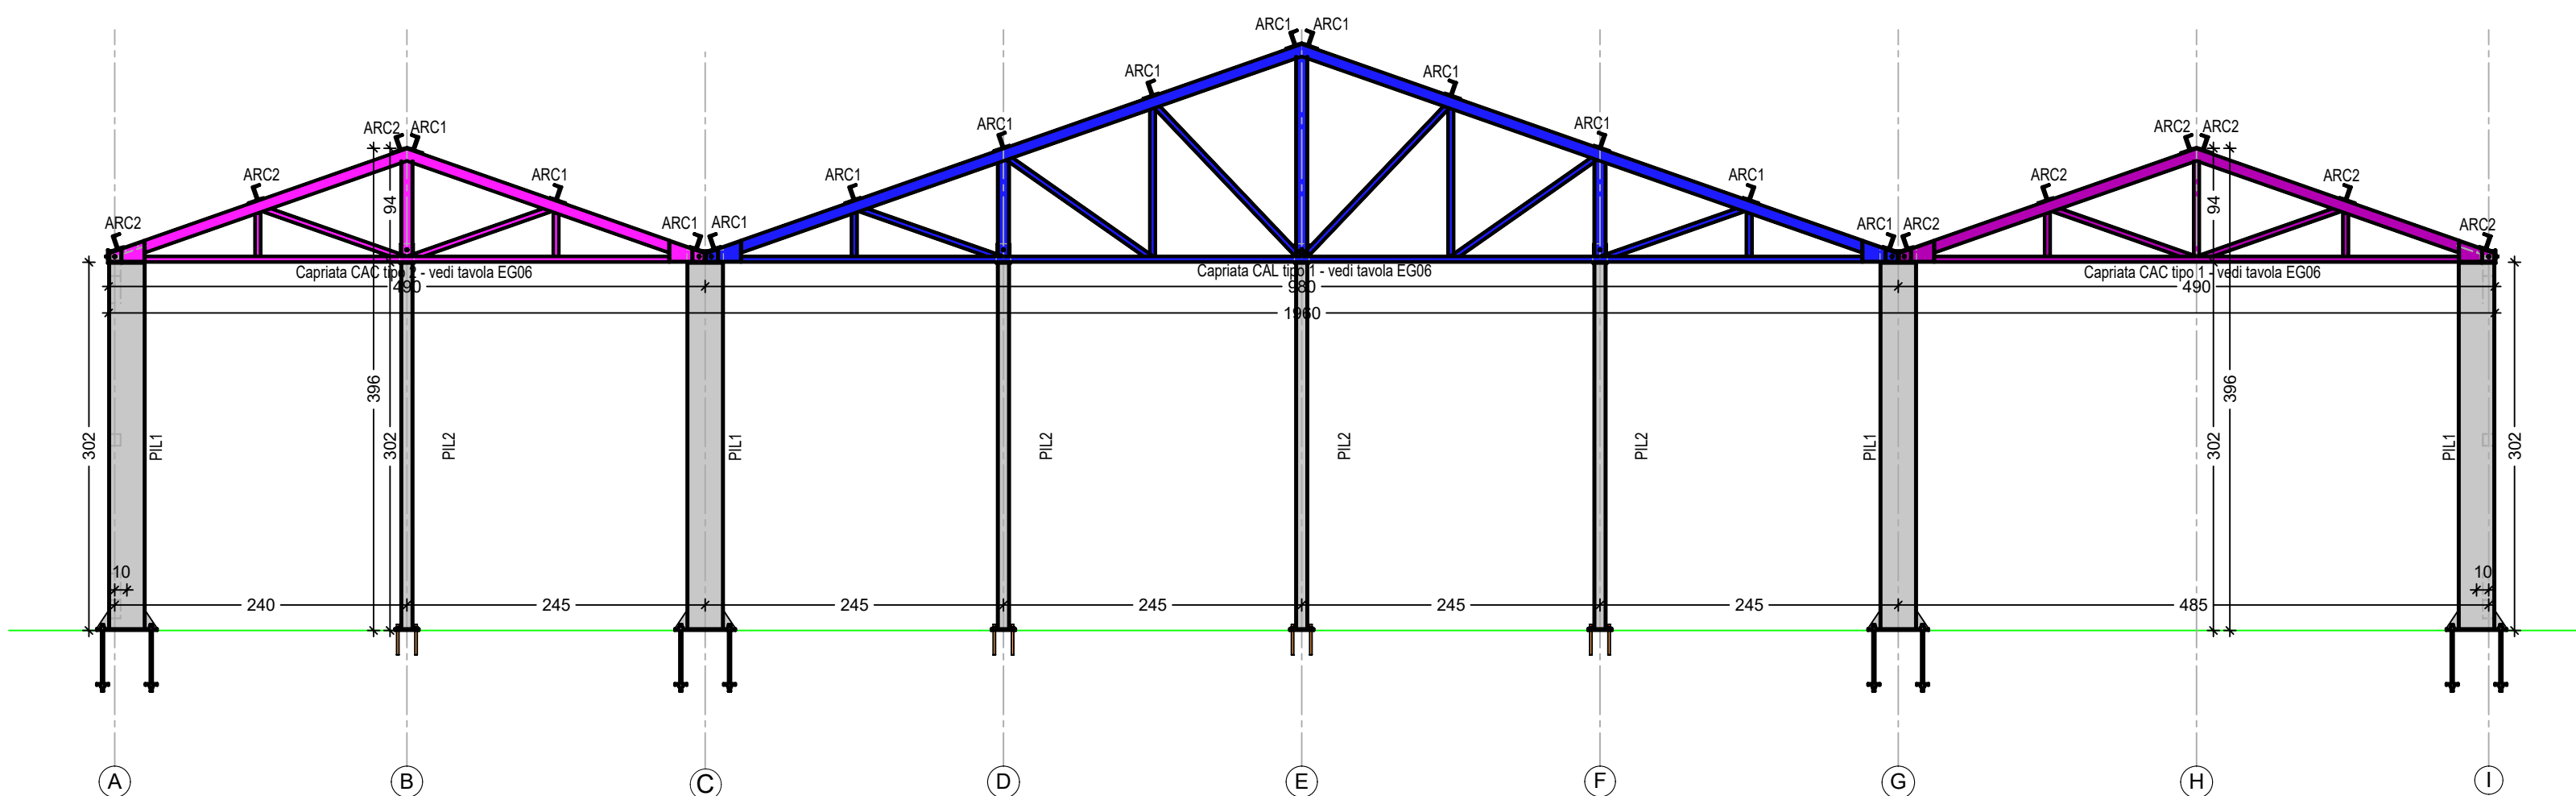 ARC1 ARC1
ARC1 ARC1
ARC2 ARC1 ARC1 ARC1 ARC2 ARC2
ARC2 ARC1 ARC1 ARC1 ARC2 ARC2
ARC2 ARC1 ARC1 ARC1 ARC2 ARC2
94 94
Capriata CAC tipo 2 - vedi tavola EG06 Capriata CAL tipo 1 - vedi tavola EG06 Capriata CAC tipo 1 - vedi tavola EG06
490 980 490
1960
396 396
302 PIL1 302 PIL2 PIL1 PIL2 PIL2 PIL2 PIL1 302 PIL1 302
10 10
240 245 245 245 245 245 485
A B C D E F G H I